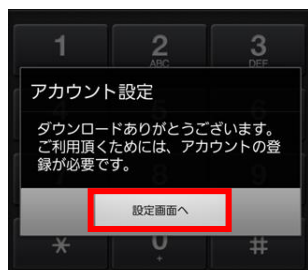 1
2
ABC
3
DEF
アカウント設定
ダウンロードありがとうございます。
ご利用頂くためには、アカウントの登
録が必要で す。
設定画面へ
*
0
+
#